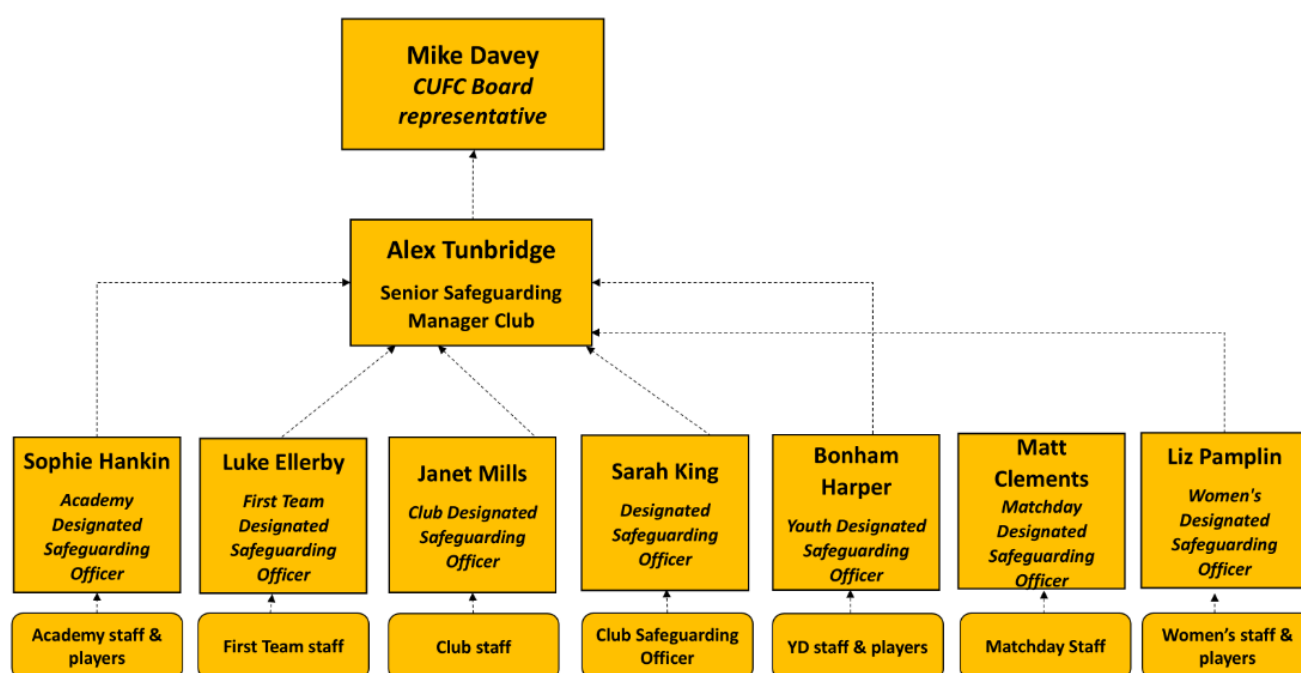 Mike Davey
CUFC Board
representative
Alex Tunbridge
Senior Safeguarding
Manager Club
Sophie Hankin
Academy
Designated
Safeguarding
Officer
Luke Ellerby
First Team
Designated
Safeguarding
Officer
Janet Mills
Club Designated
Safeguarding
Officer
Sarah King
Designated
Safeguarding
Officer
Bonham
Harper
Youth Designated
Safeguarding
Officer
Matt
Clements
Matchday
Designated
Safeguarding
Officer
Liz Pamplin
Women's
Designated
Safeguarding
Officer
Academy staff &
players
First Team staff
Club staff
Club Safeguarding
Officer
YD staff & players
Matchday Staff
Women’s staff &
players